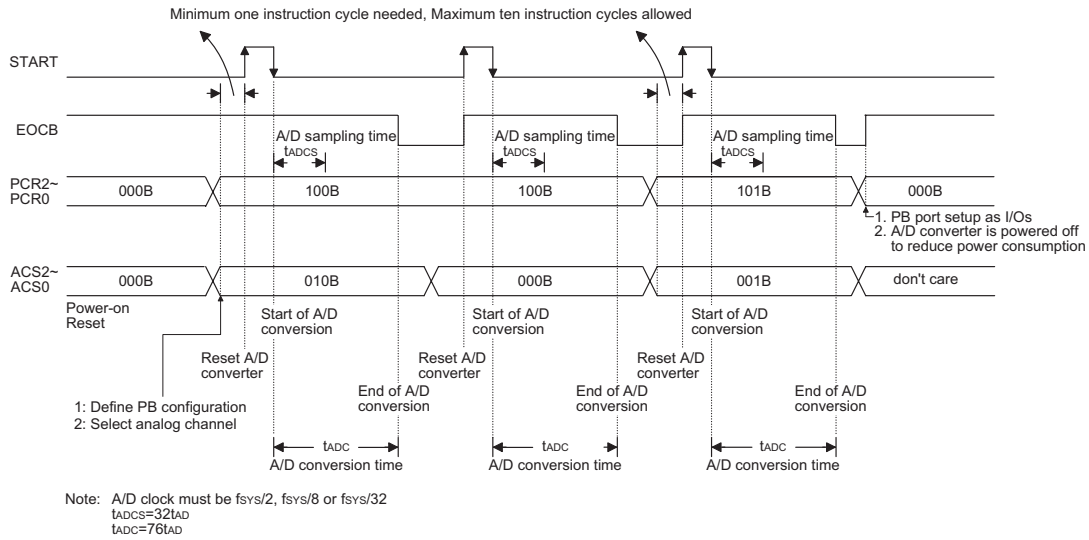 Minimum one instruction cycle needed, Maximum ten instruction cycles allowed
START
EOCB
A/D sampling time
tADCS
A/D sampling time
tADCS
A/D sampling time
tADCS
PCR2~
PCR0
000B
100B
100B
101B
000B
1. PB port setup as I/Os
2. A/D converter is powered off
to reduce power consumption
ACS2~
ACS0
000B
010B
000B
001B
don't care
Power-on
Reset
Start of A/D
conversion
Start of A/D
conversion
Start of A/D
conversion
Reset A/D
converter
Reset A/D
converter
Reset A/D
converter
1: Define PB configuration
2: Select analog channel
End of A/D
conversion
End of A/D
conversion
End of A/D
conversion
tADC
A/D conversion time
tADC
A/D conversion time
tADC
A/D conversion time
Note: A/D clock must be fSYS/2, fSYS/8 or fSYS/32
tADCS=32tAD
tADC=76tAD